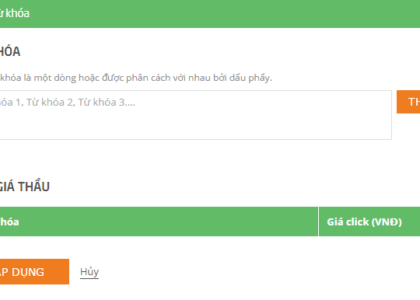 từ khóa
KHÓA
khóa là một dòng hoặc được phân cách với nhau bởi dấu phẩy.
khóa 1, Từ khóa 2, Từ khóa 3....
TH
GIÁ THẦU
khóa
Giá click (VNĐ)
ÁP DỤNG
Hủy